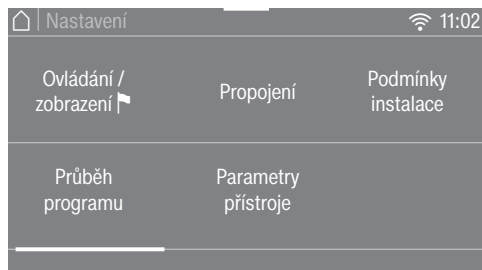 Nastavení 11:02
Ovládání /
zobrazení
Propojení
Podmínky
instalace
Průběh
programu
Parametry
přístroje